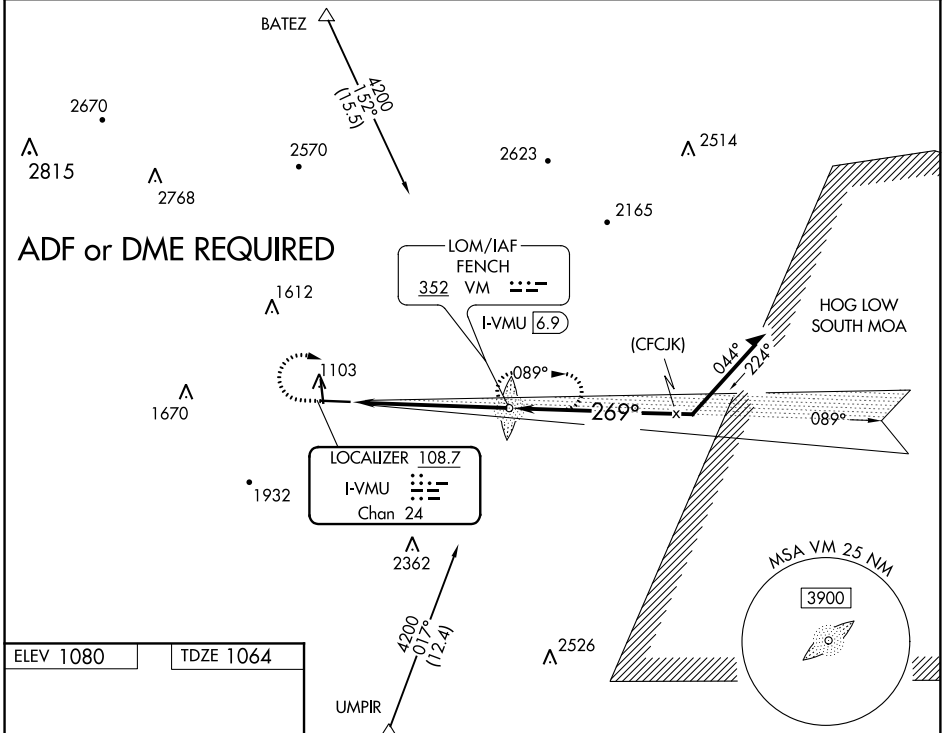 BATEZ
4200
152°
(15.5)
2670
2815
2768
2570
2623
2514
2165
ADF or DME REQUIRED
LOM/IAF
FENCH
352 VM
I-VMU 6.9
HOG LOW
SOUTH MOA
1612
(CFCJK)
044°
224°
1103
089°
1670
269°
089°
LOCALIZER 108.7
I-VMU
Chan 24
1932
2362
MSA VM 25 NM
3900
4200
017°
(12.4)
2526
ELEV 1080
TDZE 1064
UMPIR